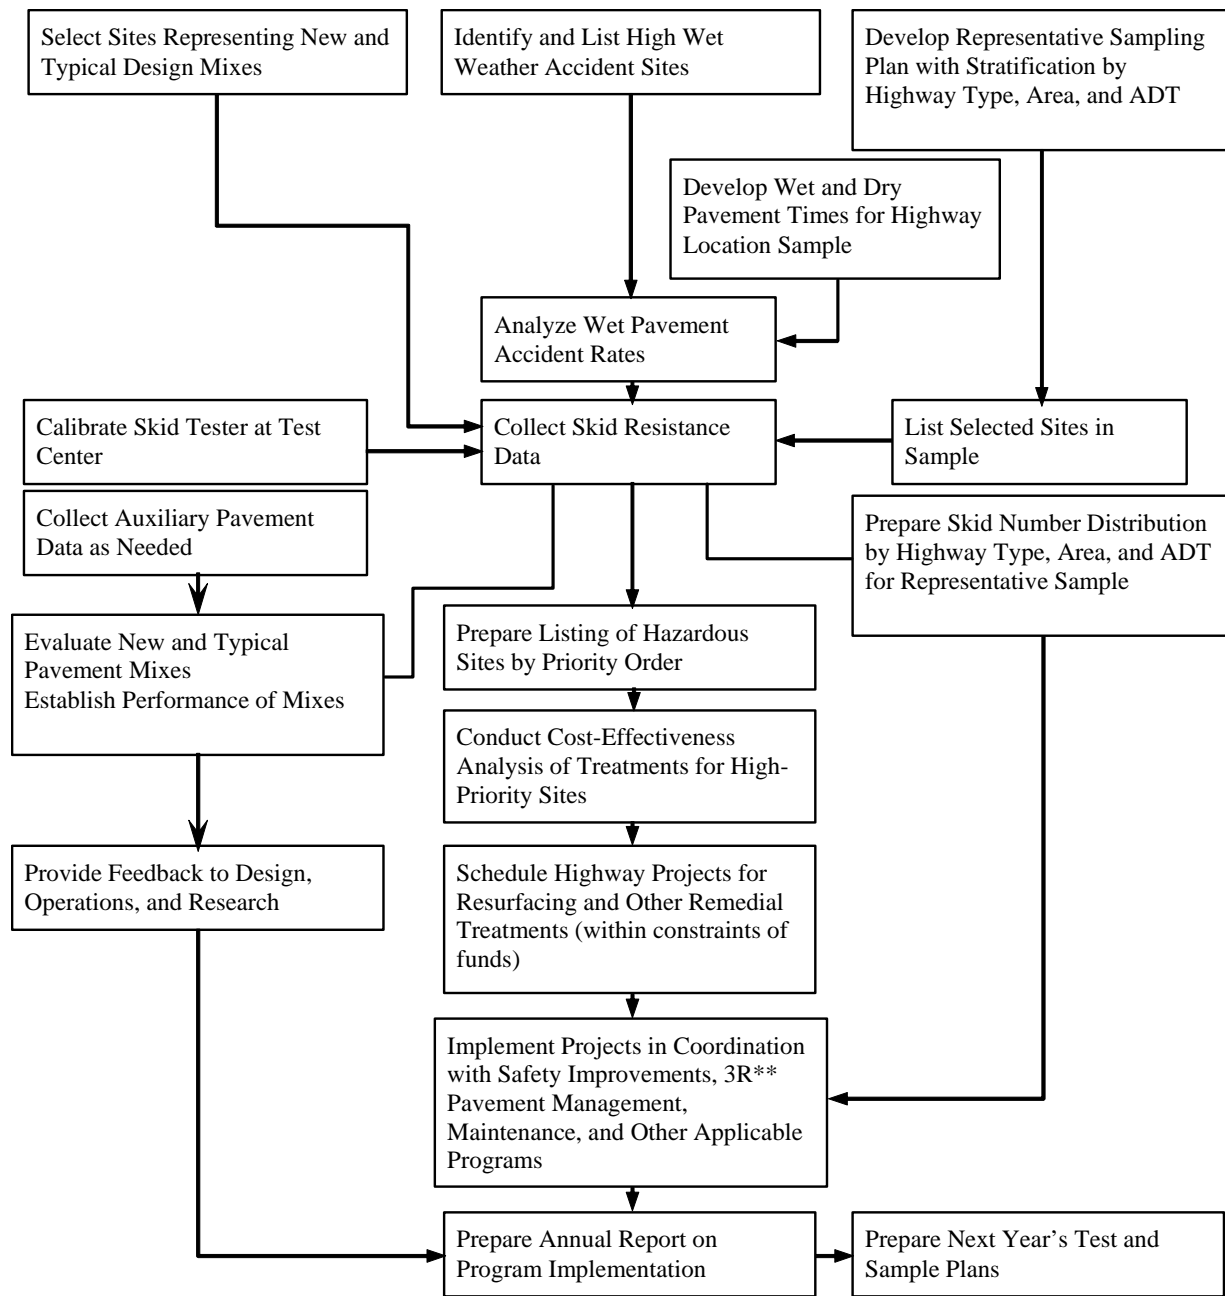 Select Sites Representing New and
Typical Design Mixes
Identify and List High Wet
Weather Accident Sites
Develop Representative Sampling
Plan with Stratification by
Highway Type, Area, and ADT
Develop Wet and Dry
Pavement Times for Highway
Location Sample
Analyze Wet Pavement
Accident Rates
Calibrate Skid Tester at Test
Center
Collect Skid Resistance
Data
List Selected Sites in
Sample
Collect Auxiliary Pavement
Data as Needed
Prepare Skid Number Distribution
by Highway Type, Area, and ADT
for Representative Sample
Evaluate New and Typical
Pavement Mixes
Establish Performance of Mixes
Prepare Listing of Hazardous
Sites by Priority Order
Conduct Cost-Effectiveness
Analysis of Treatments for High-
Priority Sites
Provide Feedback to Design,
Operations, and Research
Schedule Highway Projects for
Resurfacing and Other Remedial
Treatments (within constraints of
funds)
Implement Projects in Coordination
with Safety Improvements, 3R**
Pavement Management,
Maintenance, and Other Applicable
Programs
Prepare Annual Report on
Program Implementation
Prepare Next Year’s Test and
Sample Plans